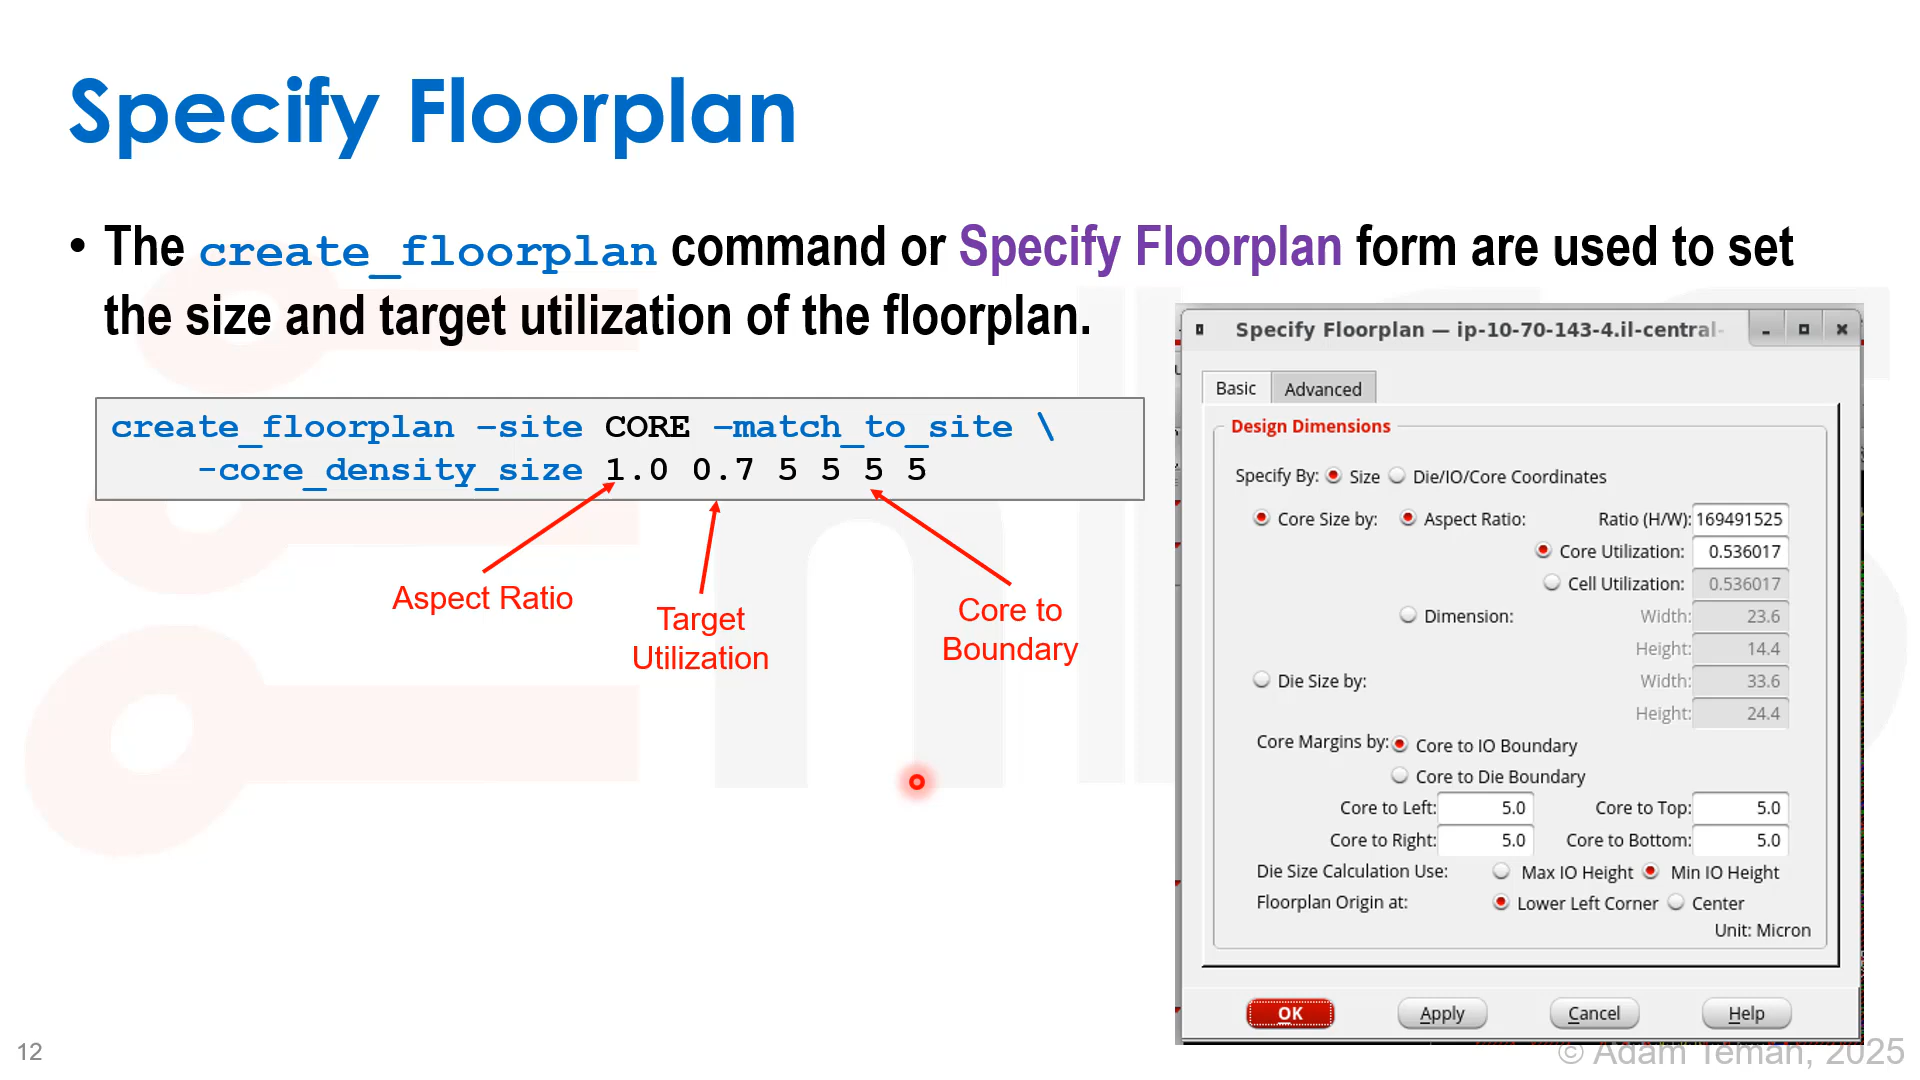 Specify Floorplan
• The create_floorplan command or Specify Floorplan form are used to set
the size and target utilization of the floorplan.
create_floorplan –site CORE –match_to_site \
-core_density_size 1.0 0.7 5 5 5 5
Aspect Ratio
Target
Utilization
Core to
Boundary
Specify Floorplan — ip-10-70-143-4.il-central-
Basic Advanced
Design Dimensions
Specify By: Size Die/IO/Core Coordinates
Core Size by: Aspect Ratio: Ratio (H/W): 169491525
Core Utilization: 0.536017
Cell Utilization: 0.536017
Dimension: Width: 23.6
Height: 14.4
Die Size by: Width: 33.6
Height: 24.4
Core Margins by: Core to IO Boundary
Core to Die Boundary
Core to Left: 5.0 Core to Top: 5.0
Core to Right: 5.0 Core to Bottom: 5.0
Die Size Calculation Use: Max IO Height Min IO Height
Floorplan Origin at: Lower Left Corner Center
Unit: Micron
OK Apply Cancel Help
12
© Adam Teman, 2025